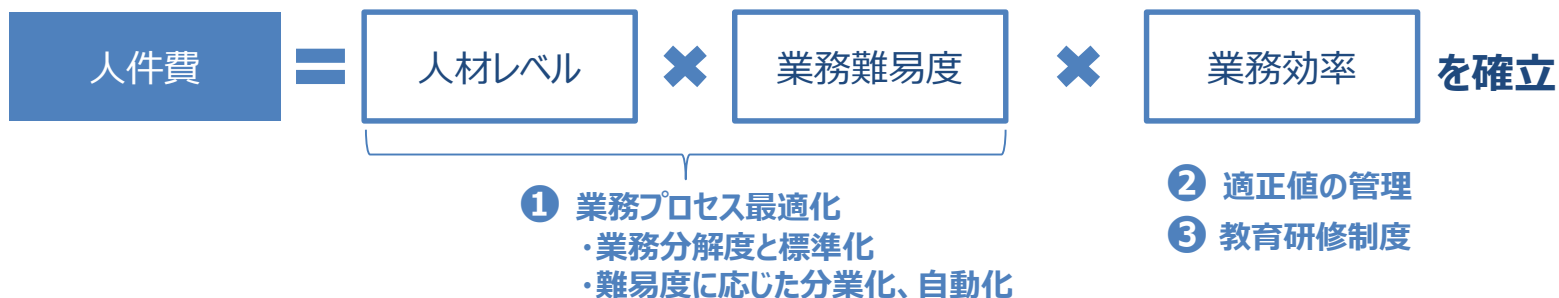 人件費 = 人材レベル ✖ 業務難易度 ✖ 業務効率 を確立
❶ 業務プロセス最適化
・業務分解度と標準化
・難易度に応じた分業化、自動化
❷ 適正値の管理
❸ 教育研修制度